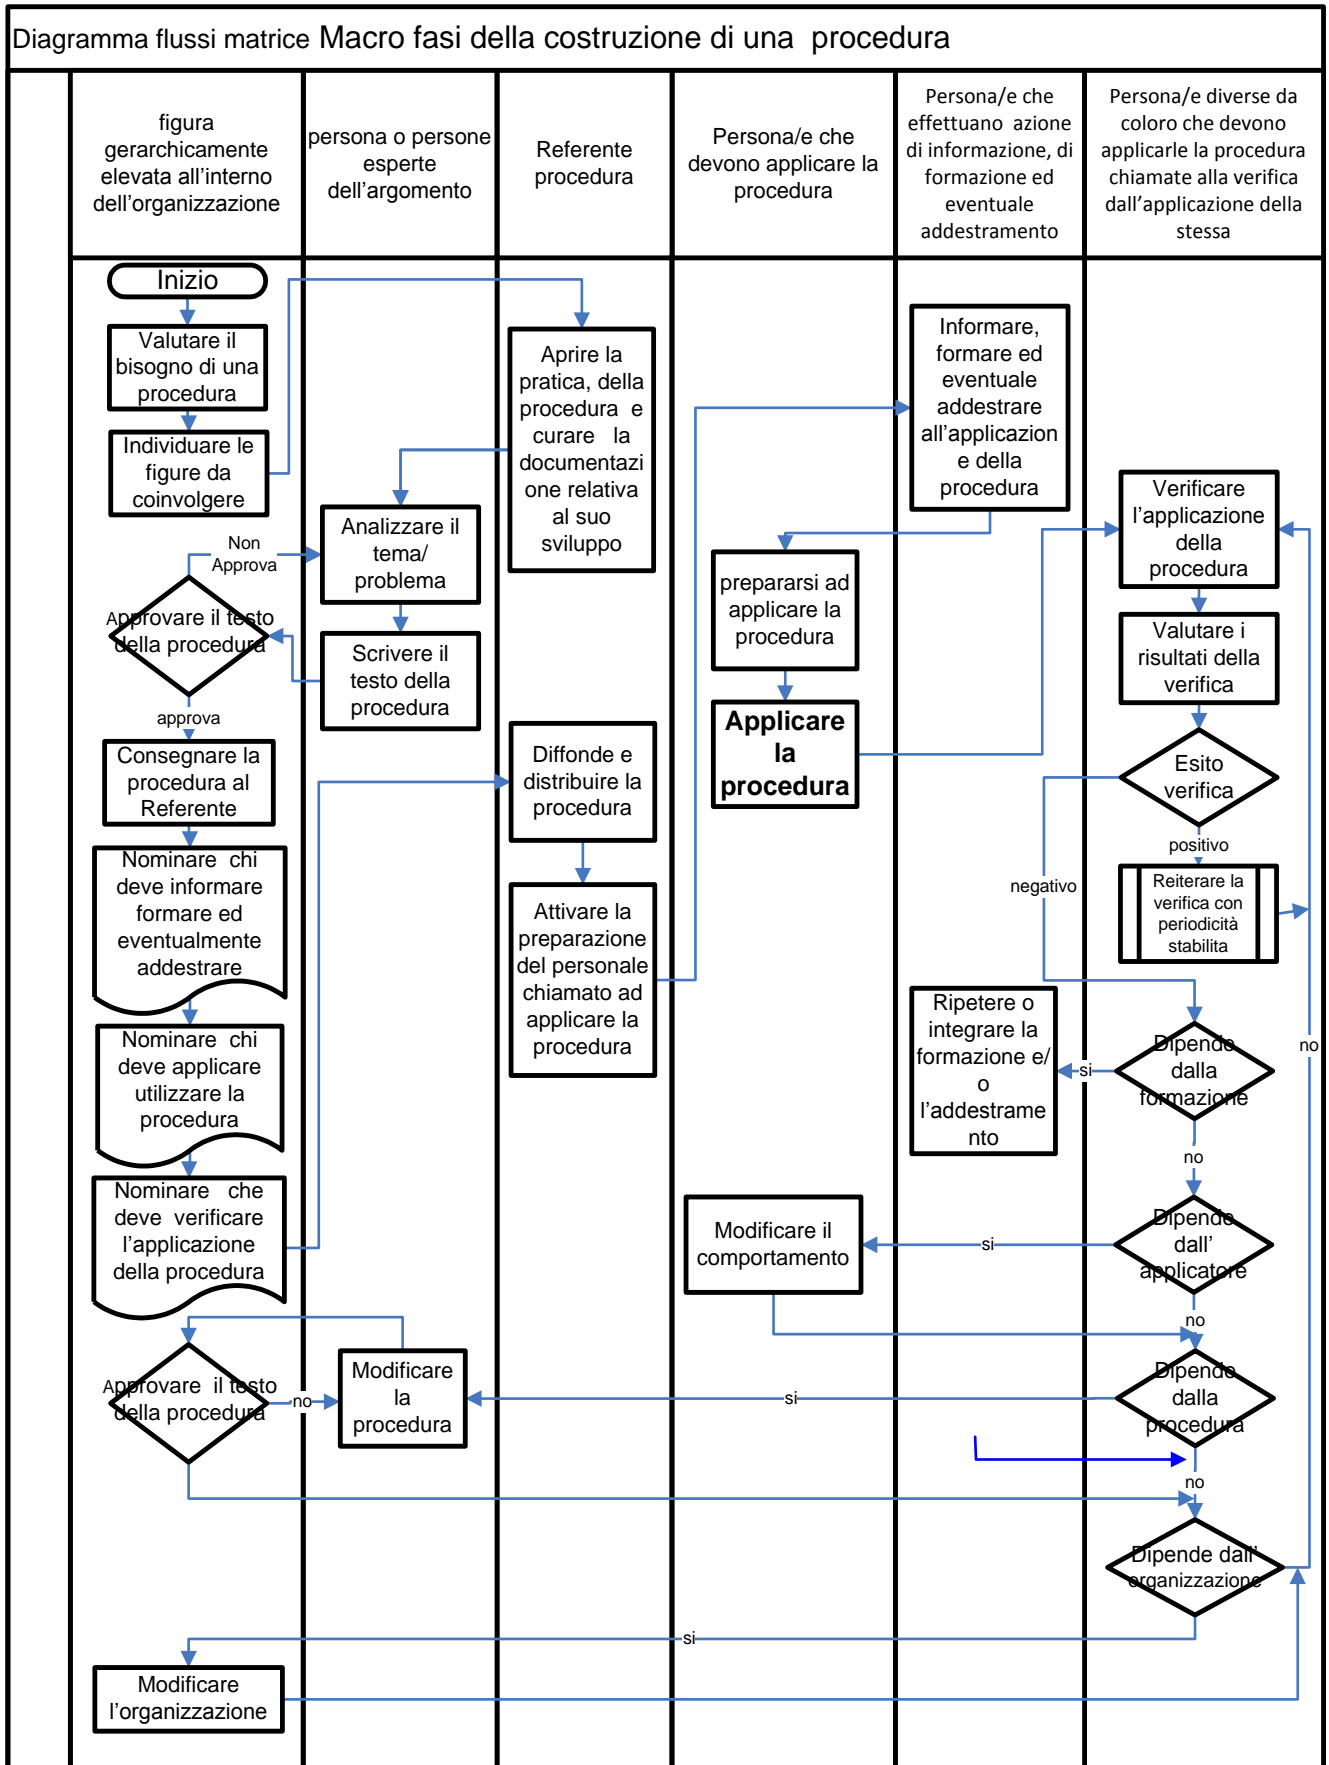 Diagramma flussi matrice Macro fasi della costruzione di una procedura
figura
gerarchicamente
elevata all'interno
dell'organizzazione
persona o persone
esperte
dell'argomento
Referente
procedura
Persona/e che
devono applicare la
procedura
Persona/e che
effettuano azione
di informazione, di
formazione ed
eventuale
addestramento
Persona/e diverse da
coloro che devono
applicarle la procedura
chiamate alla verifica
dall'applicazione della
stessa
Inizio
Valutare il
bisogno di una
procedura
Individuare le
figure da
coinvolgere
Aprire la
pratica, della
procedura e
curare la
documentazi
one relativa
al suo
sviluppo
Analizzare il
tema/
problema
Non
Approva
Approvare il testo
della procedura
Scrivere il
testo della
procedura
approva
Consegnare la
procedura al
Referente
Nominare chi
deve informare
formare ed
eventualmente
addestrare
Nominare chi
deve applicare
utilizzare la
procedura
Nominare che
deve verificare
l'applicazione
della procedura
Diffonde e
distribuire la
procedura
Attivare la
preparazione
del personale
chiamato ad
applicare la
procedura
Informare,
formare ed
eventuale
addestrare
all'applicazion
e della
procedura
prepararsi ad
applicare la
procedura
Applicare
la
procedura
Verificare
l'applicazione
della
procedura
Valutare i
risultati della
verifica
Esito
verifica
positivo
negativo
Reiterare la
verifica con
periodicità
stabilita
Dipendo
dalla
formazione
si
no
Ripetere o
integrare la
formazione e/
o
l'addestrame
nto
no
Dipendo
dall'
applicatore
si
Modificare il
comportamento
no
Dipendo
dalla
procedura
si
Modificare
la
procedura
no
Approvare il testo
della procedura
no
Dipende dall'
organizzazione
si
Modificare
l'organizzazione